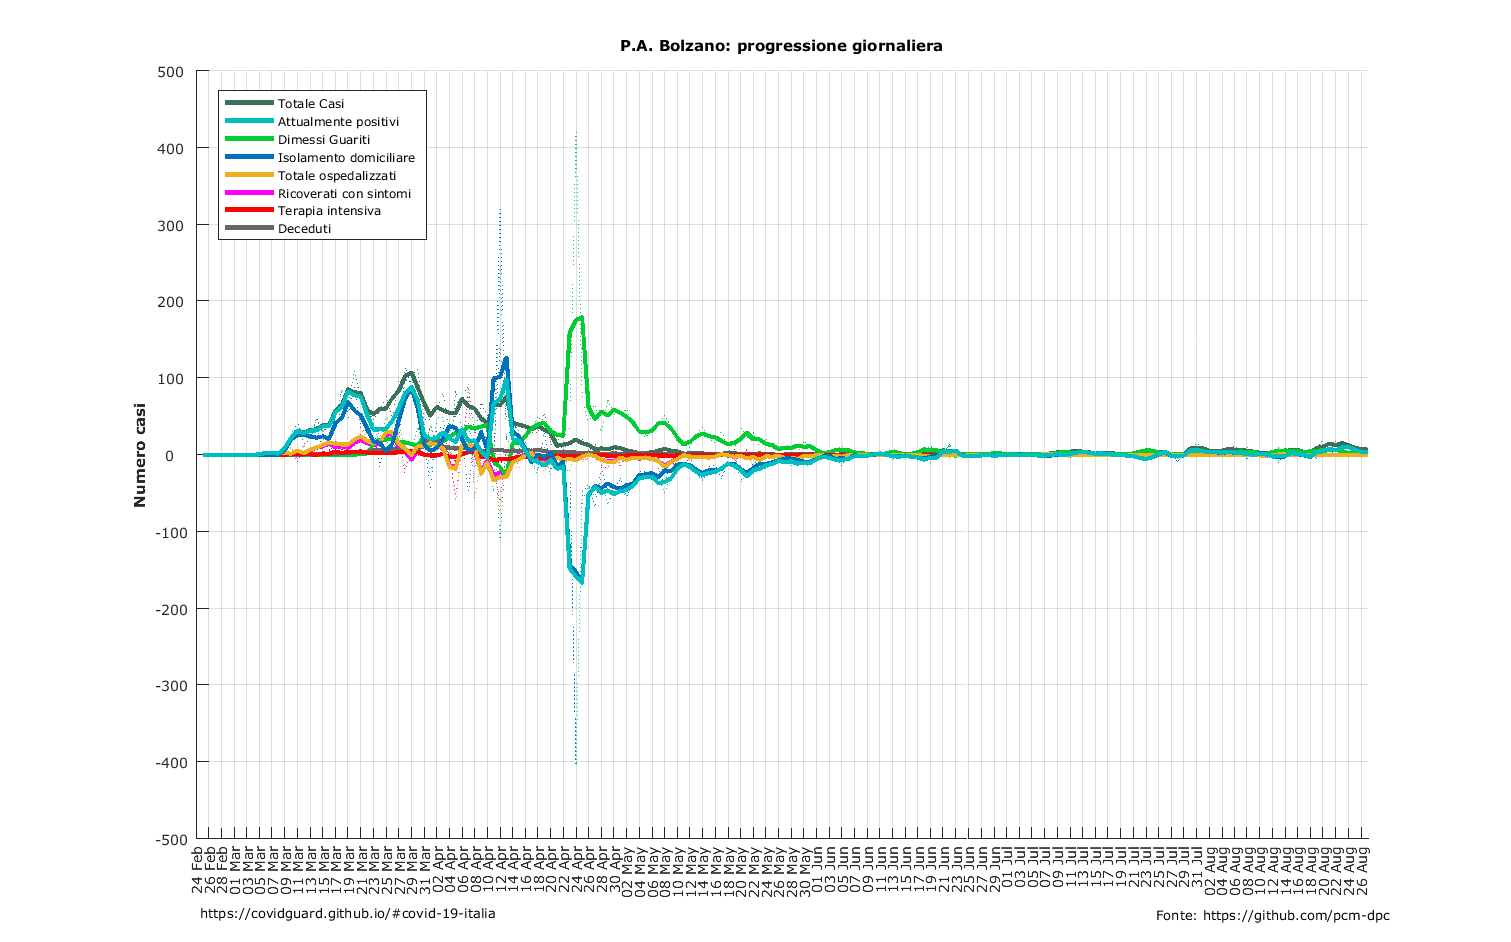 P.A. Bolzano: progressione giornaliera
500
400
300
200
100
0
-100
-200
-300
-400
-500
Numero casi
Totale Casi
Attualmente positivi
Dimessi Guariti
Isolamento domiciliare
Totale ospedalizzati
Ricoverati con sintomi
Terapia intensiva
Deceduti
24 Feb
26 Feb
28 Feb
01 Mar
03 Mar
05 Mar
07 Mar
09 Mar
11 Mar
13 Mar
15 Mar
17 Mar
19 Mar
21 Mar
23 Mar
25 Mar
27 Mar
29 Mar
31 Mar
02 Apr
04 Apr
06 Apr
08 Apr
10 Apr
12 Apr
14 Apr
16 Apr
18 Apr
20 Apr
22 Apr
24 Apr
26 Apr
28 Apr
30 Apr
02 May
04 May
06 May
08 May
10 May
12 May
14 May
16 May
18 May
20 May
22 May
24 May
26 May
28 May
30 May
01 Jun
03 Jun
05 Jun
07 Jun
09 Jun
11 Jun
13 Jun
15 Jun
17 Jun
19 Jun
21 Jun
23 Jun
25 Jun
27 Jun
29 Jun
01 Jul
03 Jul
05 Jul
07 Jul
09 Jul
11 Jul
13 Jul
15 Jul
17 Jul
19 Jul
21 Jul
23 Jul
25 Jul
27 Jul
29 Jul
31 Jul
02 Aug
04 Aug
06 Aug
08 Aug
10 Aug
12 Aug
14 Aug
16 Aug
18 Aug
20 Aug
22 Aug
24 Aug
26 Aug
https://covidguard.github.io/#covid-19-italia
Fonte: https://github.com/pcm-dpc